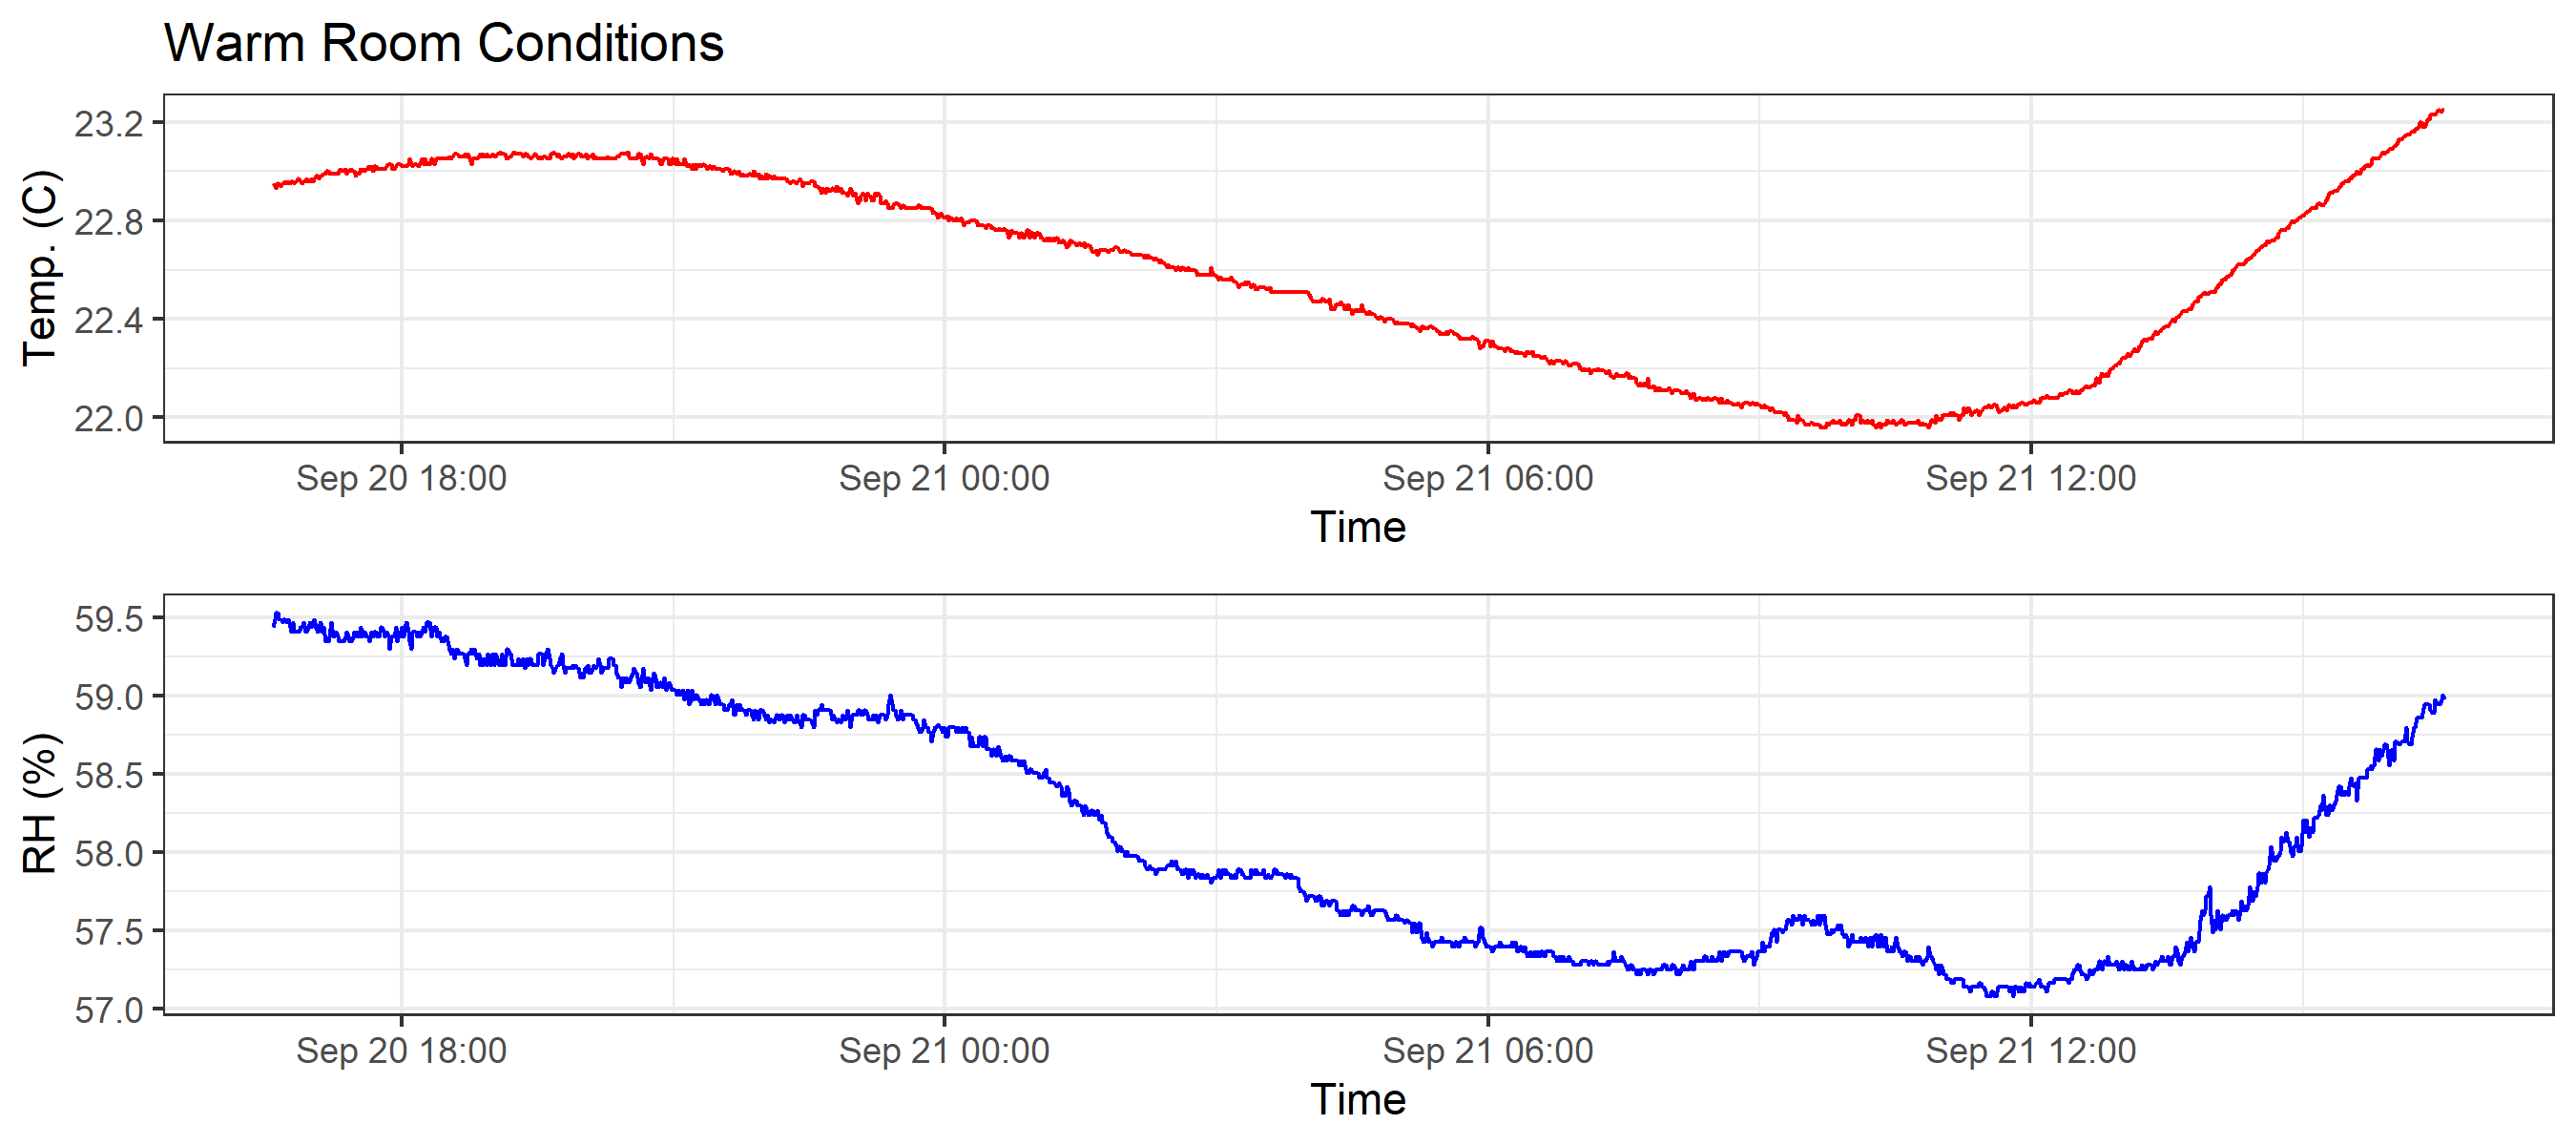 Warm Room Conditions
Temp. (C)
23.2
22.8
22.4
22.0
Sep 20 18:00 Sep 21 00:00 Sep 21 06:00 Sep 21 12:00
Time
RH (%)
59.5
59.0
58.5
58.0
57.5
57.0
Sep 20 18:00 Sep 21 00:00 Sep 21 06:00 Sep 21 12:00
Time